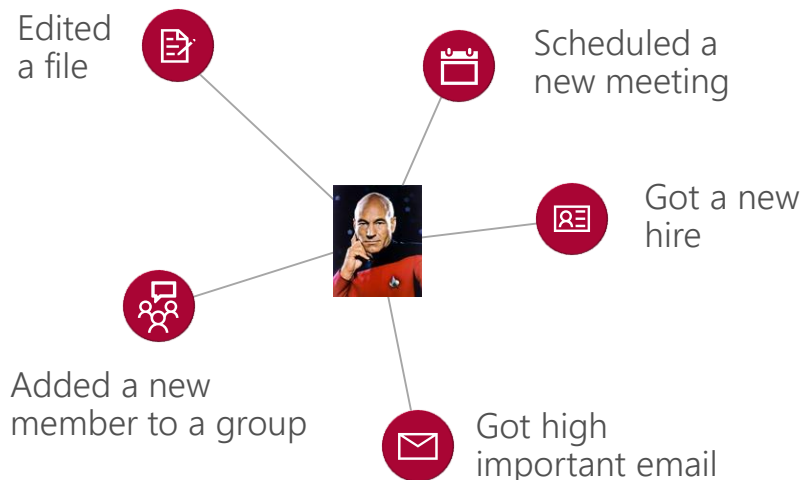 Edited
a file
Scheduled a
new meeting
Got a new
hire
Added a new
member to a group
Got high
important email